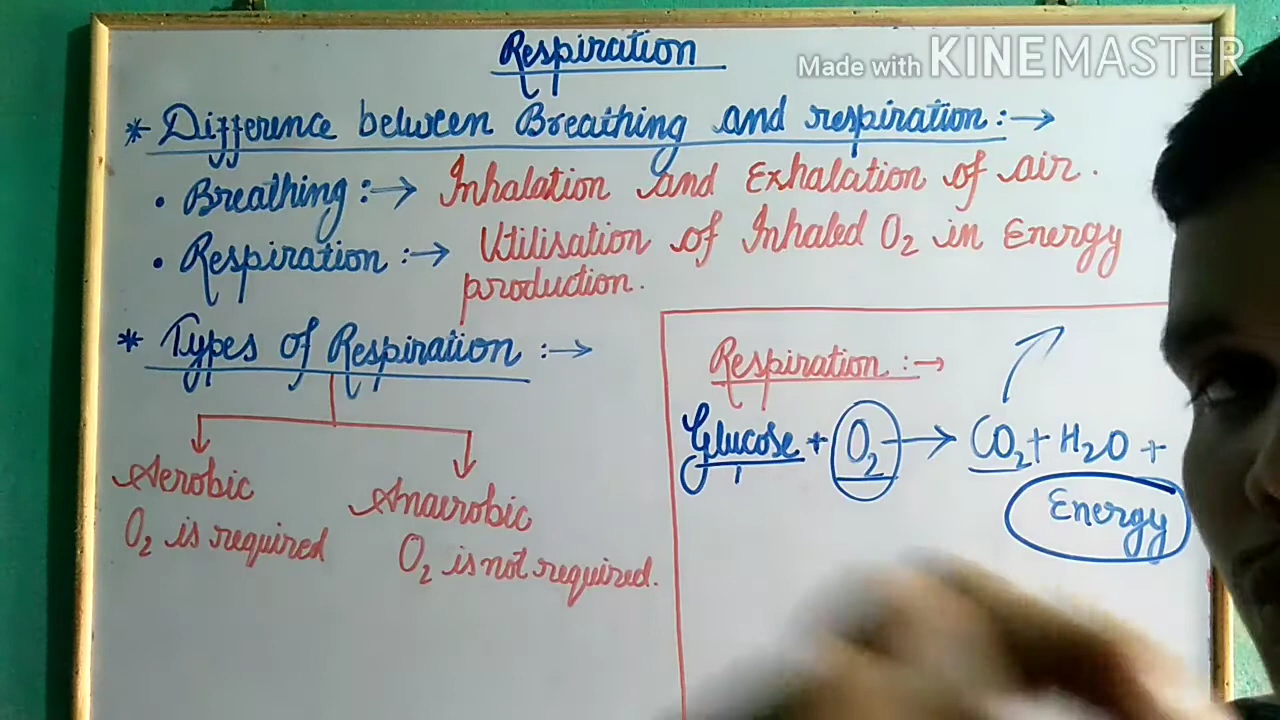 Respiration
Made with KINEMASTER
* Difference between Breathing and respiration :→
• Breathing :→ Inhalation and Exhalation of air.
• Respiration :→ Utilisation of Inhaled O₂ in Energy
production.
* Types of Respiration :→
Aerobic
O₂ is required
Anaerobic
O₂ is not required.
Respiration :→
Glucose + O₂ → CO₂ + H₂O +
Energy